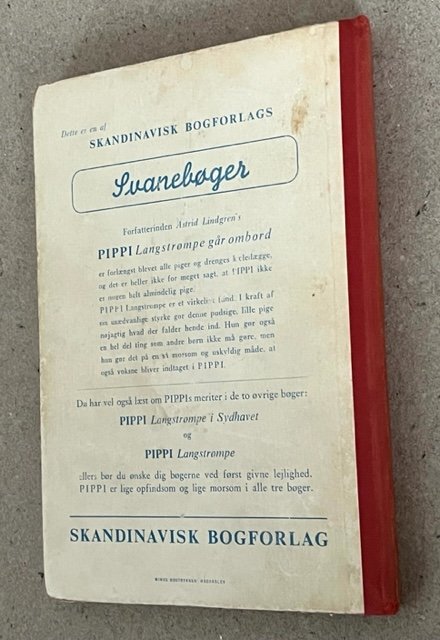 Dette er en af
SKANDINAVISK BOGFORLAGS
Svanebøger
Forfatterinden Astrid Lindgren's
PIPPI Langstrømpe går ombord
er forlængst blevet alle piger og drenges kæledægge,
og det er heller ikke for meget sagt, at PIPPI ikke
er nogen helt almindelig pige.
PIPPI Langstrømpe er et virkeligt fund. I kraft af
sin usædvanlige styrke gør denne pudsige, lille pige
nøjagtig hvad der falder hende ind. Hun gør også
en hel del ting som andre børn ikke må gøre, men
hun gør det på en så morsom og uskyldig måde, at
også voksne bliver indtaget i PIPPI.
Du har vel også læst om PIPPIs meriter i de to øvrige bøger:
PIPPI Langstrømpe i Sydhavet
og
PIPPI Langstrømpe
ellers bør du ønske dig bøgerne ved først givne lejlighed.
PIPPI er lige opfindsom og lige morsom i alle tre bøger.
SKANDINAVISK BOGFORLAG